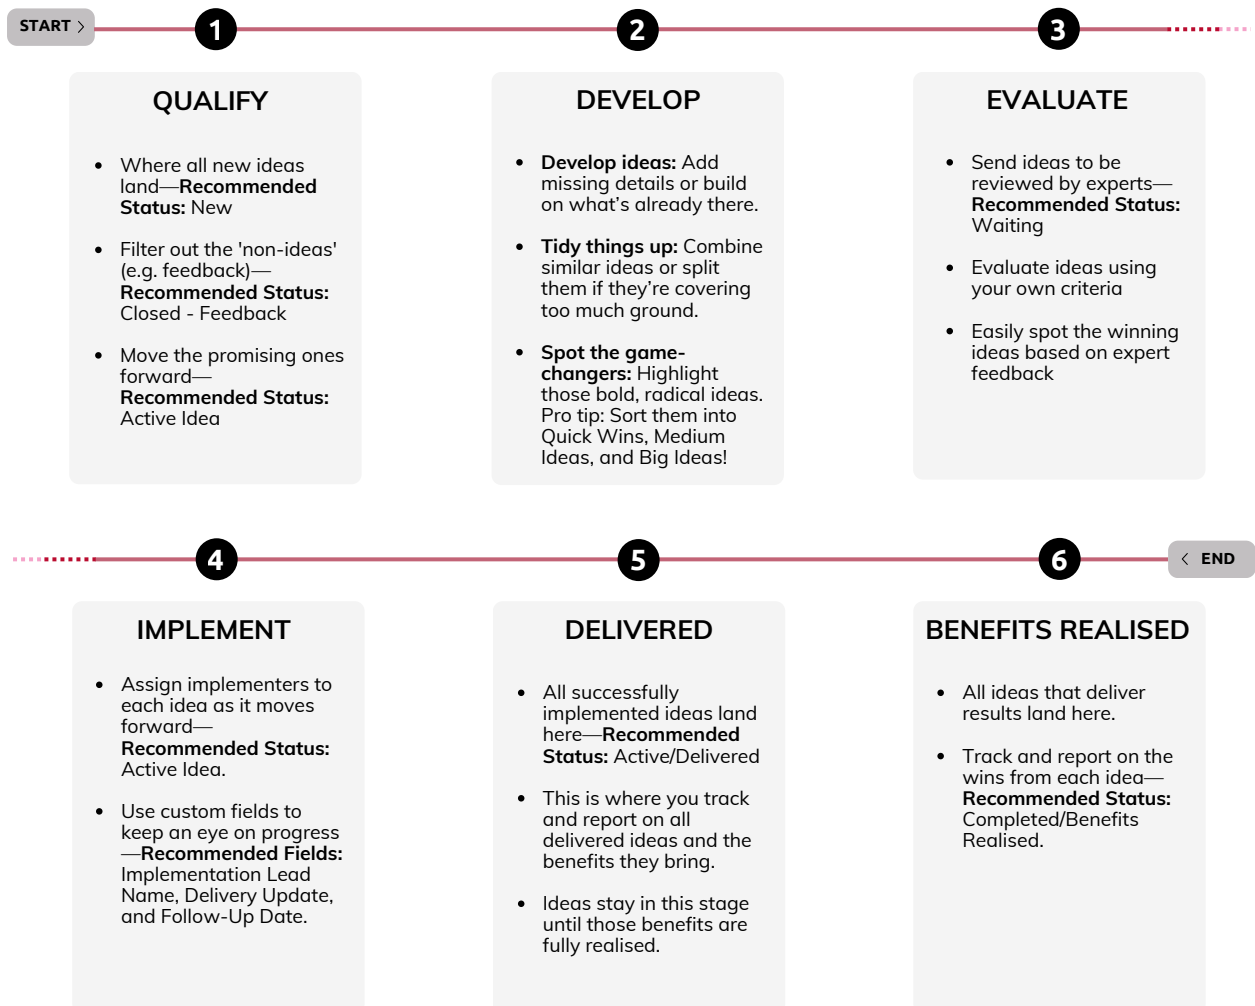 START >
1
2
3
QUALIFY
• Where all new ideas
land—Recommended
Status: New
• Filter out the 'non-ideas'
(e.g. feedback)—
Recommended Status:
Closed - Feedback
• Move the promising ones
forward—
Recommended Status:
Active Idea
DEVELOP
• Develop ideas: Add
missing details or build
on what’s already there.
• Tidy things up: Combine
similar ideas or split
them if they’re covering
too much ground.
• Spot the game-
changers: Highlight
those bold, radical ideas.
Pro tip: Sort them into
Quick Wins, Medium
Ideas, and Big Ideas!
EVALUATE
• Send ideas to be
reviewed by experts—
Recommended Status:
Waiting
• Evaluate ideas using
your own criteria
• Easily spot the winning
ideas based on expert
feedback
4
5
6
< END
IMPLEMENT
• Assign implementers to
each idea as it moves
forward—
Recommended Status:
Active Idea.
• Use custom fields to
keep an eye on progress
—Recommended Fields:
Implementation Lead
Name, Delivery Update,
and Follow-Up Date.
DELIVERED
• All successfully
implemented ideas land
here—Recommended
Status: Active/Delivered
• This is where you track
and report on all
delivered ideas and the
benefits they bring.
• Ideas stay in this stage
until those benefits are
fully realised.
BENEFITS REALISED
• All ideas that deliver
results land here.
• Track and report on the
wins from each idea—
Recommended Status:
Completed/Benefits
Realised.